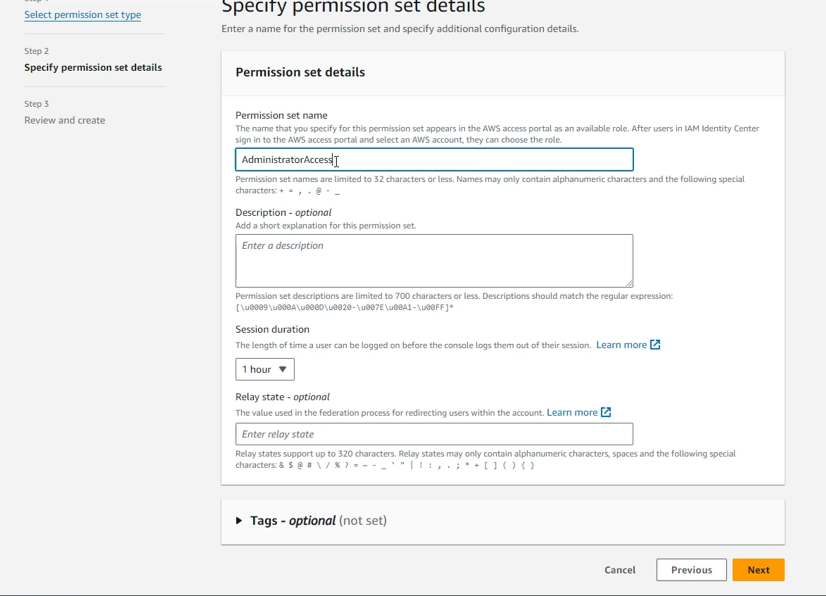 Select permission set type
Step 2
Specify permission set details
Step 3
Review and create
Specify permission set details
Enter a name for the permission set and specify additional configuration details.
Permission set details
Permission set name
The name that you specify for this permission set appears in the AWS access portal as an available role. After users in IAM Identity Center
sign in to the AWS access portal and select an AWS account, they can choose the role.
AdministratorAccess
Permission set names are limited to 32 characters or less. Names may only contain alphanumeric characters and the following special
characters: + = , . @ - _
Description - optional
Add a short explanation for this permission set.
Enter a description
Permission set descriptions are limited to 700 characters or less. Descriptions should match the regular expression:
[\u0009\u000A\u000D\u0020-\u007E\u00A1-\u00FF]*
Session duration
The length of time a user can be logged on before the console logs them out of their session. Learn more
1 hour
Relay state - optional
The value used in the federation process for redirecting users within the account. Learn more
Enter relay state
Relay states support up to 320 characters. Relay states may only contain alphanumeric characters, spaces and the following special
characters: & $ @ # \ / % ? = ~ - _ ' " | ! : , . ; * + [ ] ( ) { }
Tags - optional (not set)
Cancel
Previous
Next